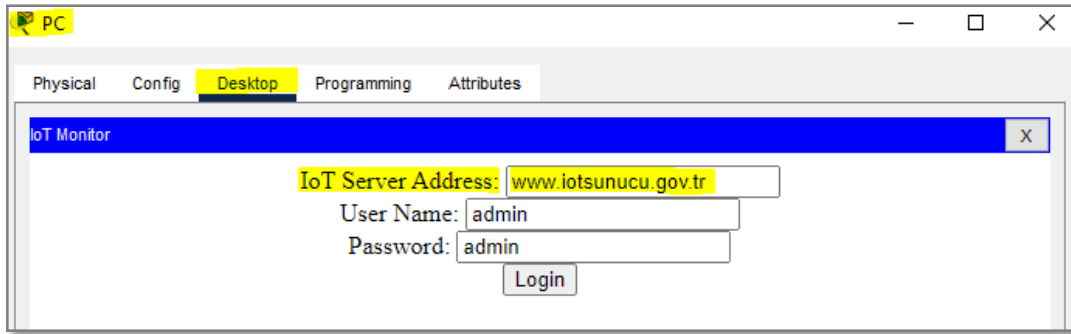 PC
Physical Config Desktop Programming Attributes
IoT Monitor X
IoT Server Address: www.iotsunucu.gov.tr
User Name: admin
Password: admin
Login